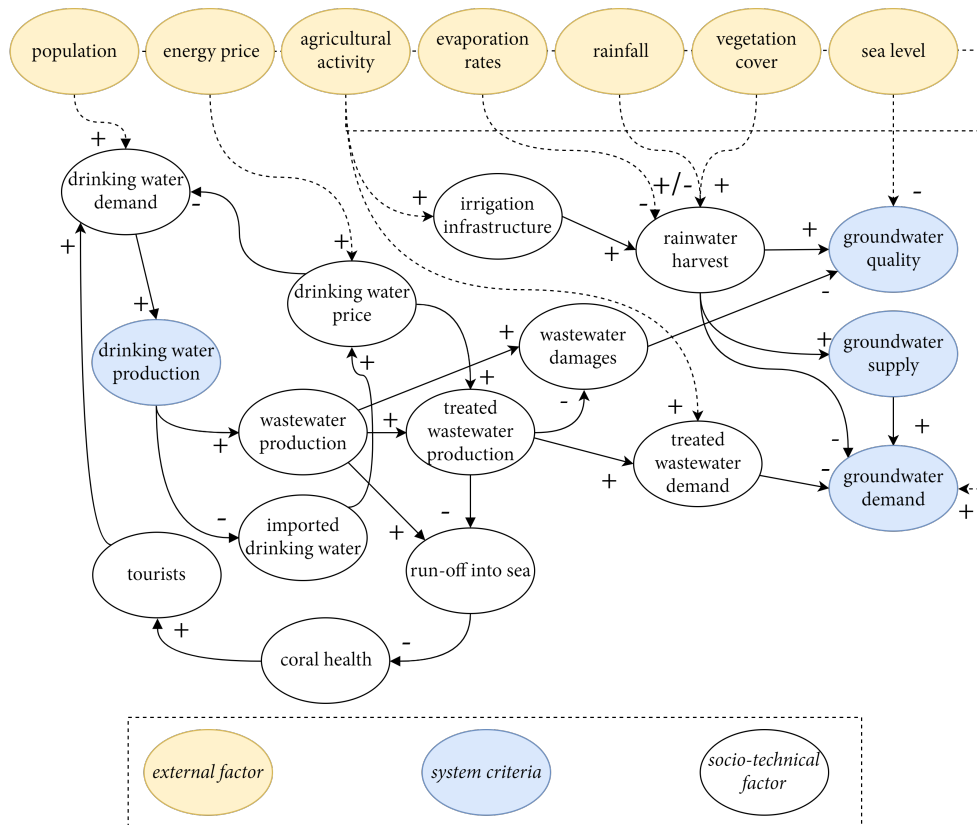 population
energy price
agricultural
activity
evaporation
rates
rainfall
vegetation
cover
sea level
+
drinking water
demand
-
+
+
irrigation
infrastructure
+
+/-
-
+
rainwater
harvest
+
-
groundwater
quality
-
+
drinking water
price
+
drinking water
production
+
wastewater
damages
-
+
groundwater
supply
+
+
wastewater
production
+
+
treated
wastewater
production
-
+
treated
wastewater
demand
+
+
-
-
groundwater
demand
+
-
imported
drinking water
+
-
run-off into sea
tourists
+
coral health
-
external factor
system criteria
socio-technical
factor